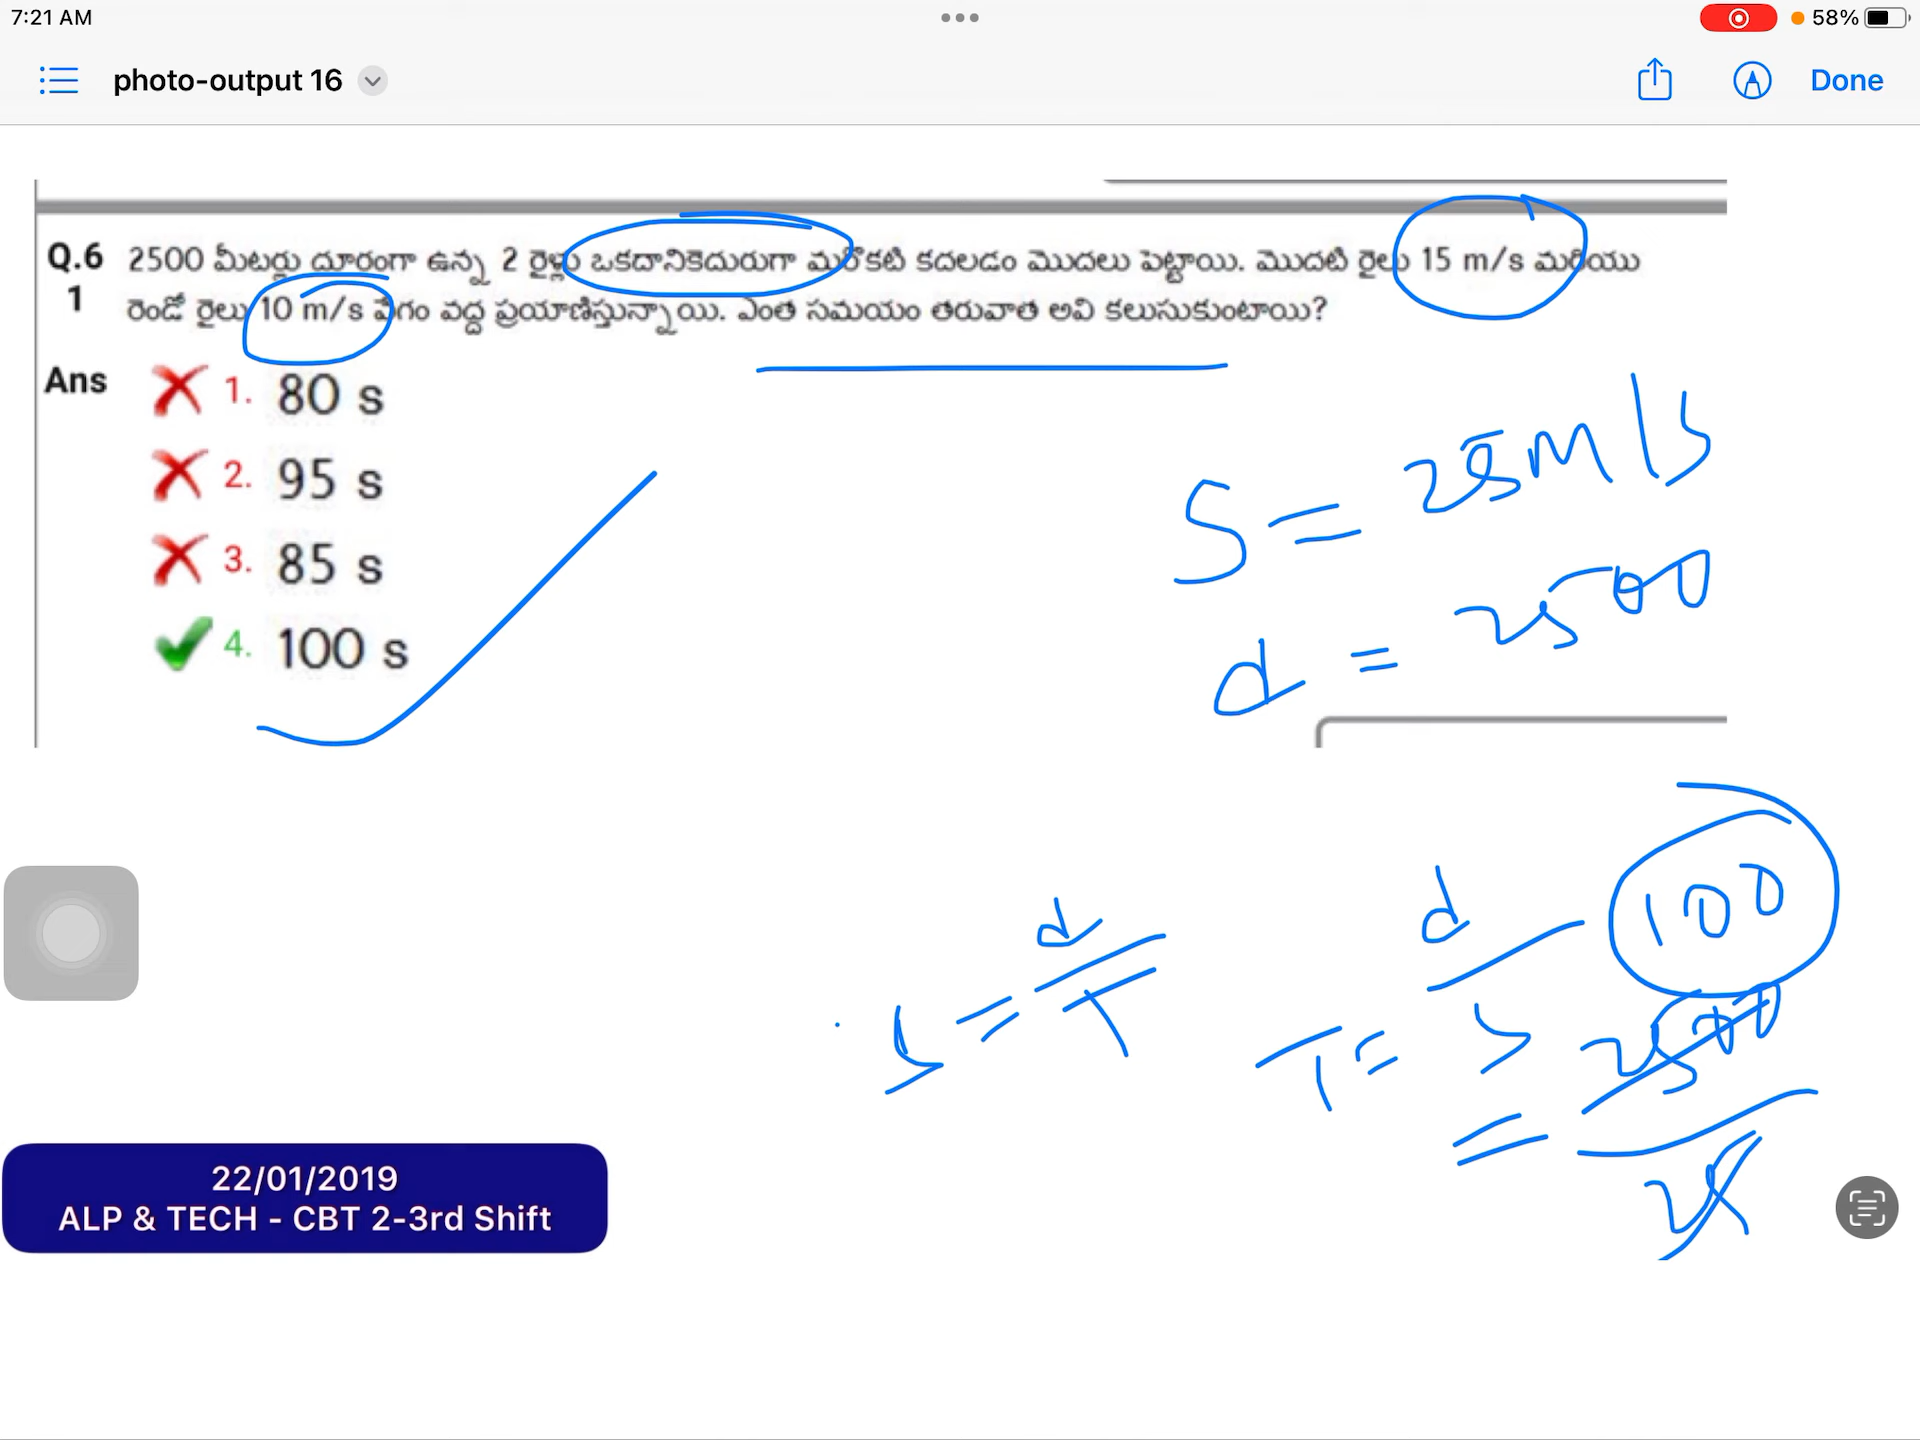 7:21 AM
58%
photo-output 16
Done
Q.6 2500 మీటర్లు దూరంగా ఉన్న 2 రైళ్లు ఒకదానికెదురుగా మరొకటి కదలడం మొదలు పెట్టాయి. మొదటి రైలు 15 m/s మరియు
1 రెండో రైలు 10 m/s వేగం వద్ద ప్రయాణిస్తున్నాయి. ఎంత సమయం తరువాత అవి కలుసుకుంటాయి?
Ans
1. 80 s
2. 95 s
3. 85 s
4. 100 s
S = 25 m/s
d = 2500
S = d/T
T = d/S
= 2500/25
100
22/01/2019
ALP & TECH - CBT 2-3rd Shift